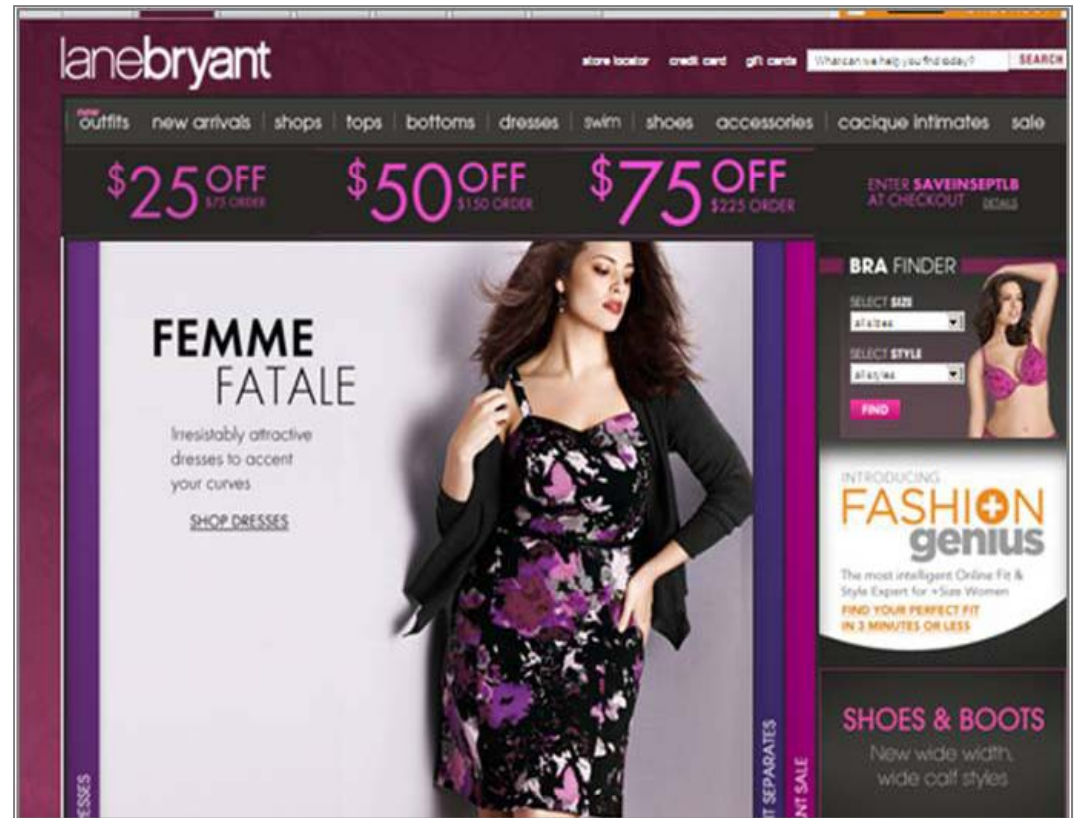 lanebryant
store locator credit card gift cards What can we help you find today? SEARCH
new
outfits new arrivals shops tops bottoms dresses swim shoes accessories cacique intimates sale
$25 OFF
$75 ORDER
$50 OFF
$150 ORDER
$75 OFF
$225 ORDER
ENTER SAVEINSEPTLB
AT CHECKOUT DETAILS
FEMME
FATALE
Irresistably attractive
dresses to accent
your curves
SHOP DRESSES
ESSES
T SEPARATES
NT SALE
BRA FINDER
SELECT SIZE
all sizes
SELECT STYLE
all styles
FIND
INTRODUCING
FASHION
genius
The most intelligent Online Fit &
Style Expert for +Size Women
FIND YOUR PERFECT FIT
IN 3 MINUTES OR LESS
SHOES & BOOTS
New wide width,
wide calf styles